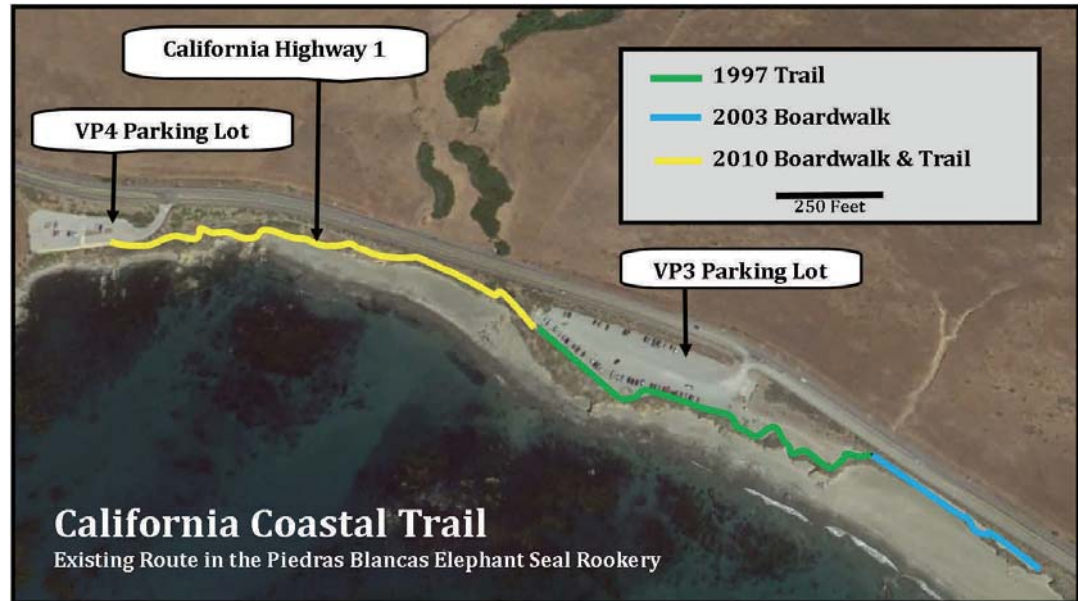 California Highway 1
VP4 Parking Lot
1997 Trail
2003 Boardwalk
2010 Boardwalk & Trail
250 Feet
VP3 Parking Lot
California Coastal Trail
Existing Route in the Piedras Blancas Elephant Seal Rookery